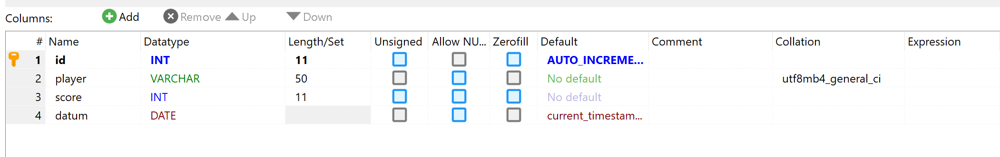 Columns: Add Remove Up Down
# Name Datatype Length/Set Unsigned Allow NU... Zerofill Default Comment Collation Expression
1 id INT 11 AUTO_INCREME...
2 player VARCHAR 50 No default utf8mb4_general_ci
3 score INT 11 No default
4 datum DATE current_timestam...